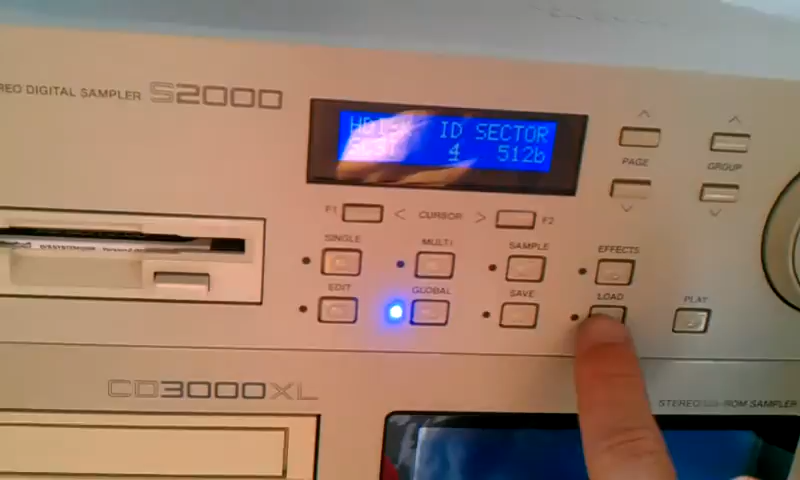 REO DIGITAL SAMPLER S2000
HDISK ID SECTOR
SCSI 4 512b
PAGE
GROUP
F1 < CURSOR > F2
SINGLE MULTI SAMPLE EFFECTS
EDIT GLOBAL SAVE LOAD PLAY
CD3000XL
STEREO CD-ROM SAMPLER